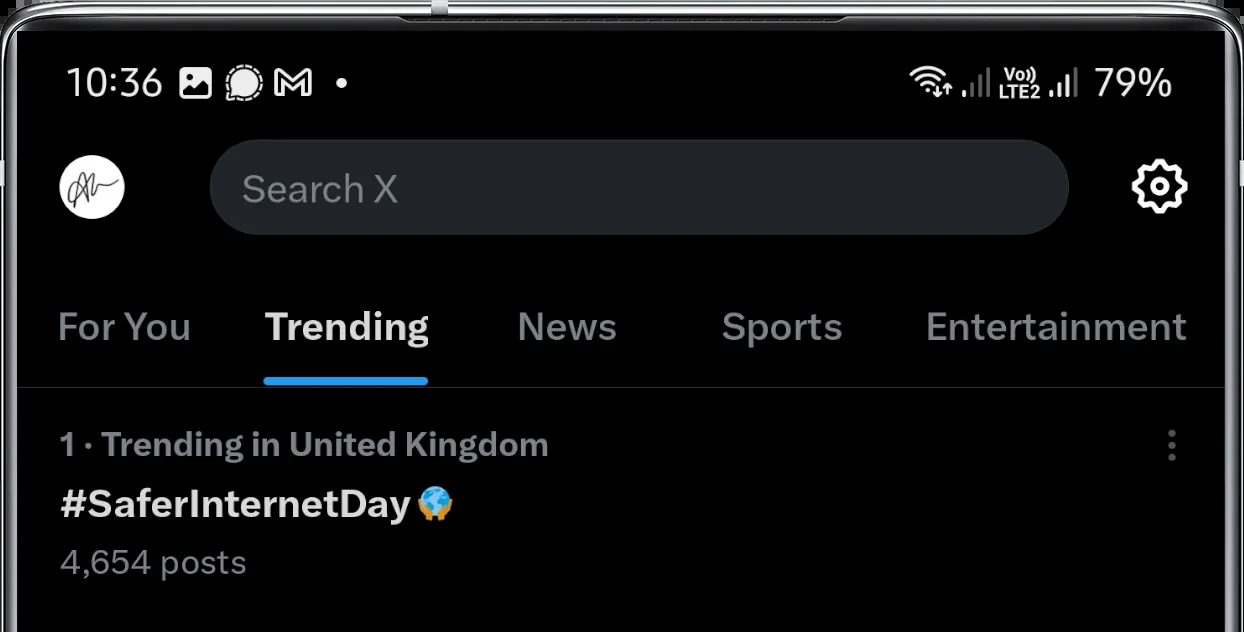 10:36 Vo)) LTE2 79%
Search X
For You Trending News Sports Entertainment
1 · Trending in United Kingdom
#SaferInternetDay
4,654 posts